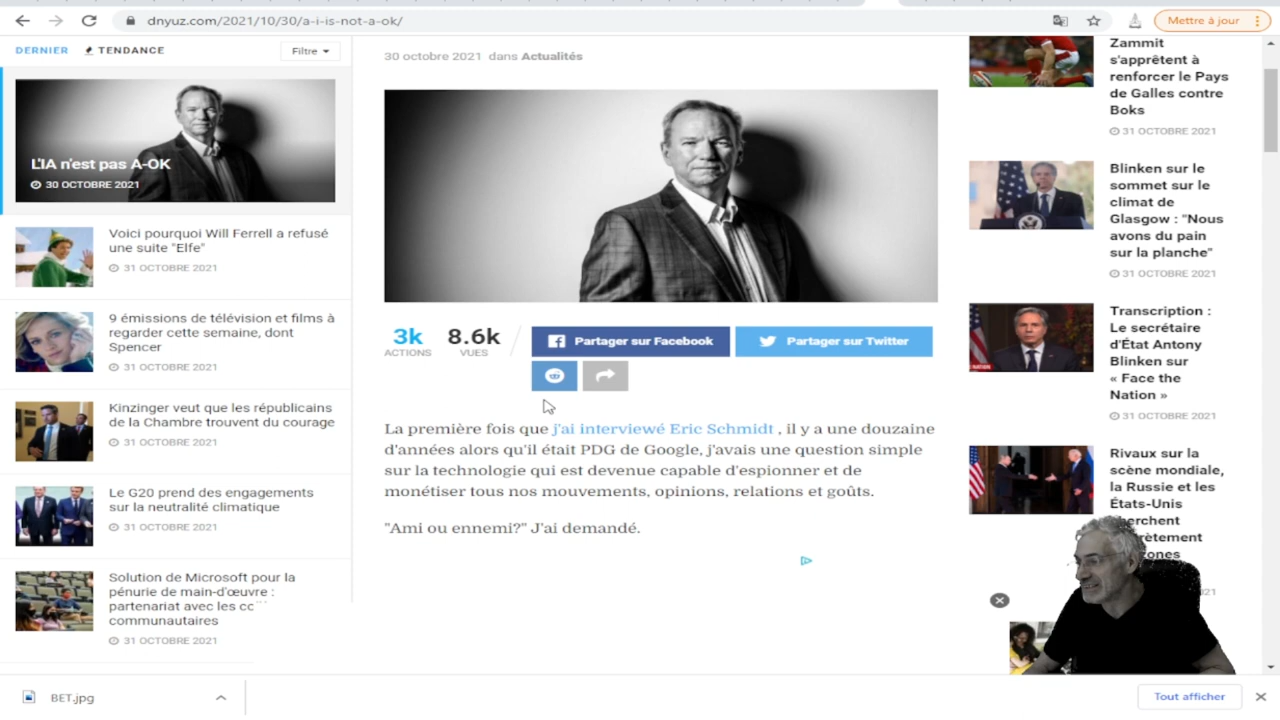 dnyuz.com/2021/10/30/a-i-is-not-a-ok/
Mettre à jour
DERNIER
TENDANCE
Filtre
L'IA n'est pas A-OK
30 OCTOBRE 2021
Voici pourquoi Will Ferrell a refusé
une suite "Elfe"
31 OCTOBRE 2021
9 émissions de télévision et films à
regarder cette semaine, dont
Spencer
31 OCTOBRE 2021
Kinzinger veut que les républicains
de la Chambre trouvent du courage
31 OCTOBRE 2021
Le G20 prend des engagements
sur la neutralité climatique
31 OCTOBRE 2021
Solution de Microsoft pour la
pénurie de main-d'œuvre :
partenariat avec les
communautaires
31 OCTOBRE 2021
30 octobre 2021 dans Actualités
3k
ACTIONS
8.6k
VUES
Partager sur Facebook
Partager sur Twitter
La première fois que j'ai interviewé Eric Schmidt , il y a une douzaine
d'années alors qu'il était PDG de Google, j'avais une question simple
sur la technologie qui est devenue capable d'espionner et de
monétiser tous nos mouvements, opinions, relations et goûts.
"Ami ou ennemi?" J'ai demandé.
Zammit
s'apprêtent à
renforcer le Pays
de Galles contre
Boks
31 OCTOBRE 2021
Blinken sur le
sommet sur le
climat de
Glasgow : "Nous
avons du pain
sur la planche"
31 OCTOBRE 2021
Transcription :
Le secrétaire
d'État Antony
Blinken sur
« Face the
Nation »
31 OCTOBRE 2021
Rivaux sur la
scène mondiale,
la Russie et les
États-Unis
BET.jpg
Tout afficher